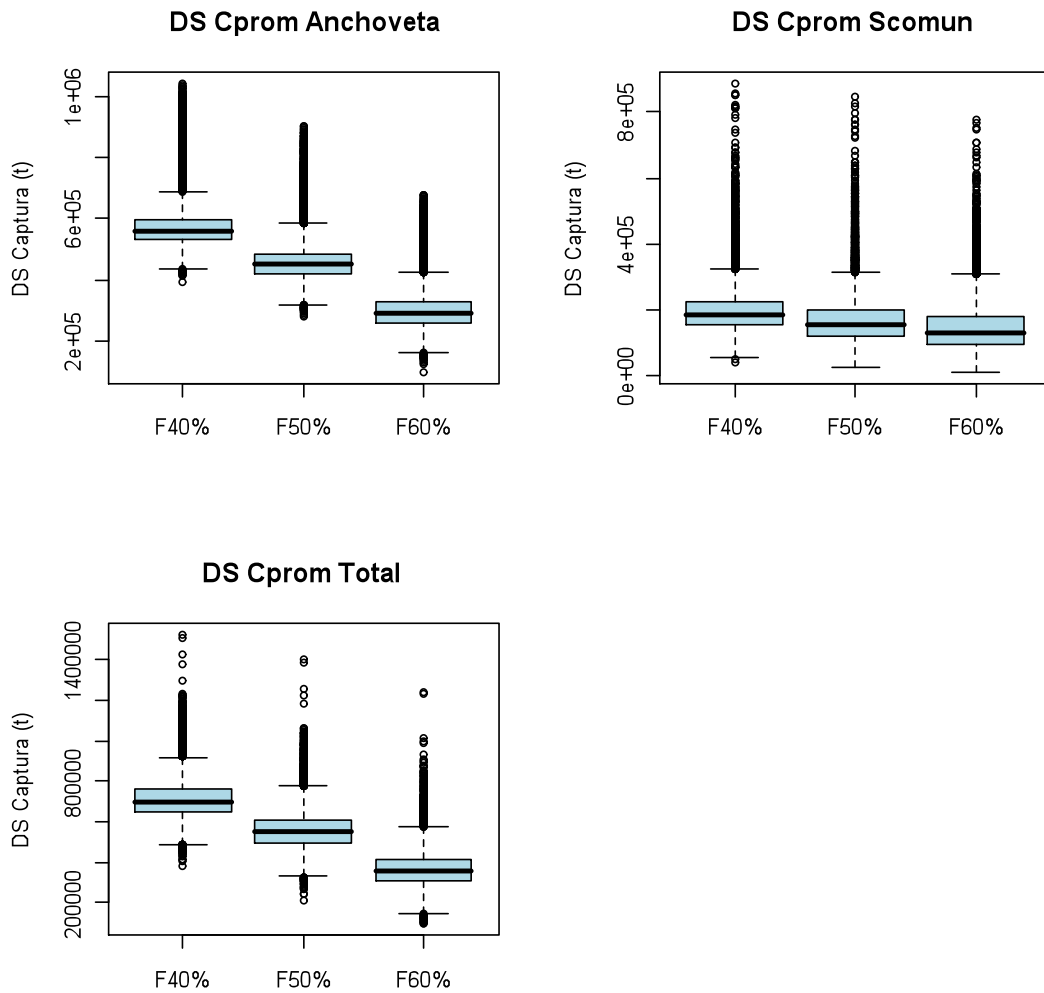 DS Cprom Anchoveta
DS Captura (t)
1e+06
6e+05
2e+05
F40% F50% F60%
DS Cprom Scomun
DS Captura (t)
8e+05
4e+05
0e+00
F40% F50% F60%
DS Cprom Total
DS Captura (t)
1400000
800000
200000
F40% F50% F60%